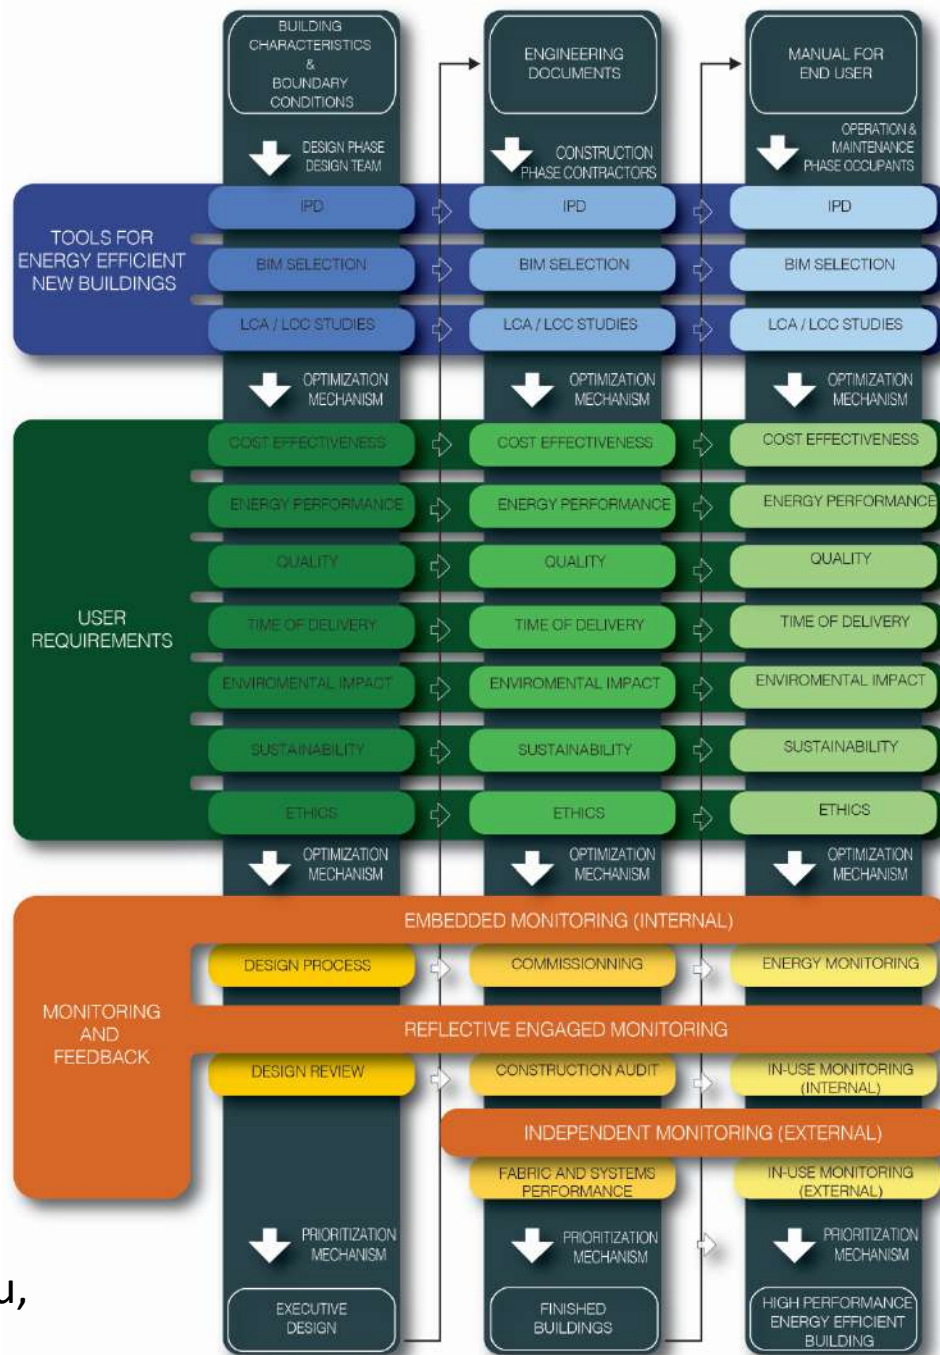 BUILDING
CHARACTERISTICS
&
BOUNDARY
CONDITIONS
ENGINEERING
DOCUMENTS
MANUAL FOR
END USER
DESIGN PHASE
DESIGN TEAM
CONSTRUCTION
PHASE CONTRACTORS
OPERATION &
MAINTENANCE
PHASE OCCUPANTS
TOOLS FOR
ENERGY EFFICIENT
NEW BUILDINGS
IPD
IPD
IPD
BIM SELECTION
BIM SELECTION
BIM SELECTION
LCA / LCC STUDIES
LCA / LCC STUDIES
LCA / LCC STUDIES
OPTIMIZATION
MECHANISM
OPTIMIZATION
MECHANISM
OPTIMIZATION
MECHANISM
USER
REQUIREMENTS
COST EFFECTIVENESS
COST EFFECTIVENESS
COST EFFECTIVENESS
ENERGY PERFORMANCE
ENERGY PERFORMANCE
ENERGY PERFORMANCE
QUALITY
QUALITY
QUALITY
TIME OF DELIVERY
TIME OF DELIVERY
TIME OF DELIVERY
ENVIROMENTAL IMPACT
ENVIROMENTAL IMPACT
ENVIROMENTAL IMPACT
SUSTAINABILITY
SUSTAINABILITY
SUSTAINABILITY
ETHICS
ETHICS
ETHICS
OPTIMIZATION
MECHANISM
OPTIMIZATION
MECHANISM
OPTIMIZATION
MECHANISM
MONITORING
AND
FEEDBACK
EMBEDDED MONITORING (INTERNAL)
DESIGN PROCESS
COMMISSIONNING
ENERGY MONITORING
REFLECTIVE ENGAGED MONITORING
DESIGN REVIEW
CONSTRUCTION AUDIT
IN-USE MONITORING
(INTERNAL)
INDEPENDENT MONITORING (EXTERNAL)
FABRIC AND SYSTEMS
PERFORMANCE
IN-USE MONITORING
(EXTERNAL)
PRIORITIZATION
MECHANISM
PRIORITIZATION
MECHANISM
PRIORITIZATION
MECHANISM
EXECUTIVE
DESIGN
FINISHED
BUILDINGS
HIGH PERFORMANCE
ENERGY EFFICIENT
BUILDING